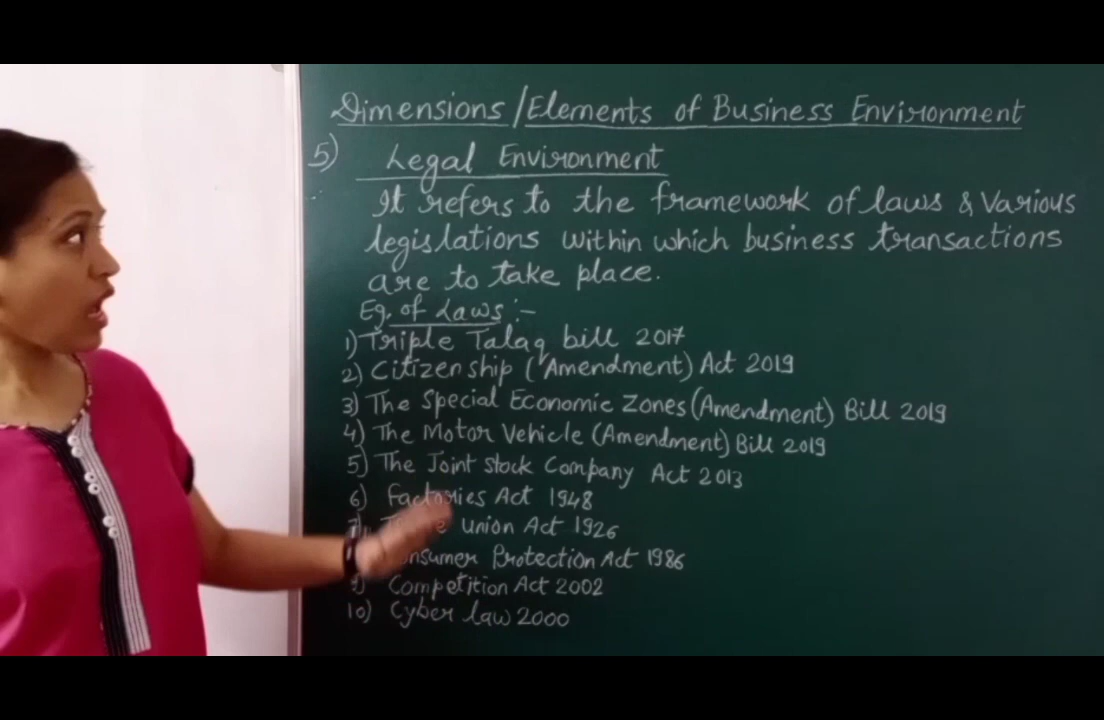 Dimensions/Elements of Business Environment
5) Legal Environment
It refers to the framework of laws & Various
legislations within which business transactions
are to take place.
Eg. of Laws :-
1) Triple Talaq bill 2017
2) Citizenship (Amendment) Act 2019
3) The Special Economic Zones (Amendment) Bill 2019
4) The Motor Vehicle (Amendment) Bill 2019
5) The Joint stock Company Act 2013
6) Factories Act 1948
7) union Act 1926
Protection Act 1986
9) Competition Act 2002
10) Cyber law 2000